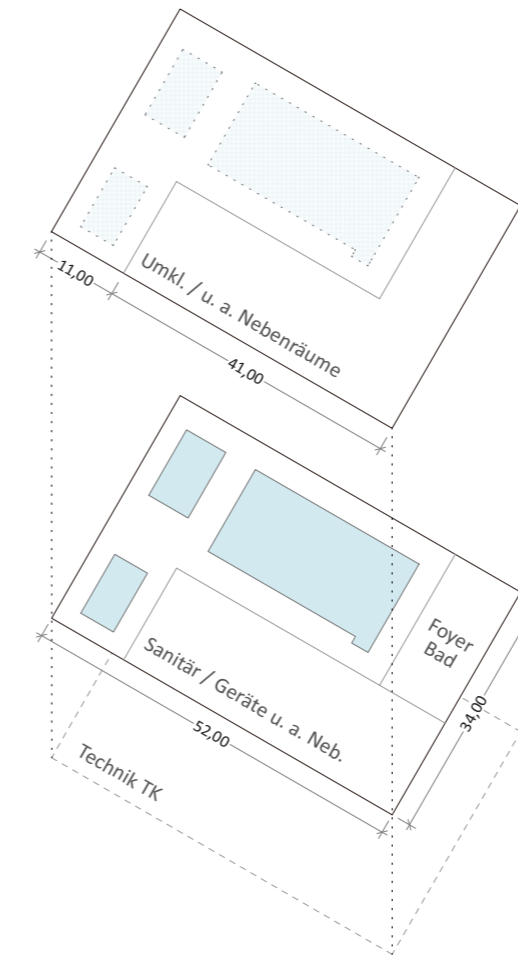 11,00
Umkl. / u. a. Nebenräume
41,00
Foyer
Bad
Sanitär / Geräte u. a. Neb.
34,00
52,00
Technik TK